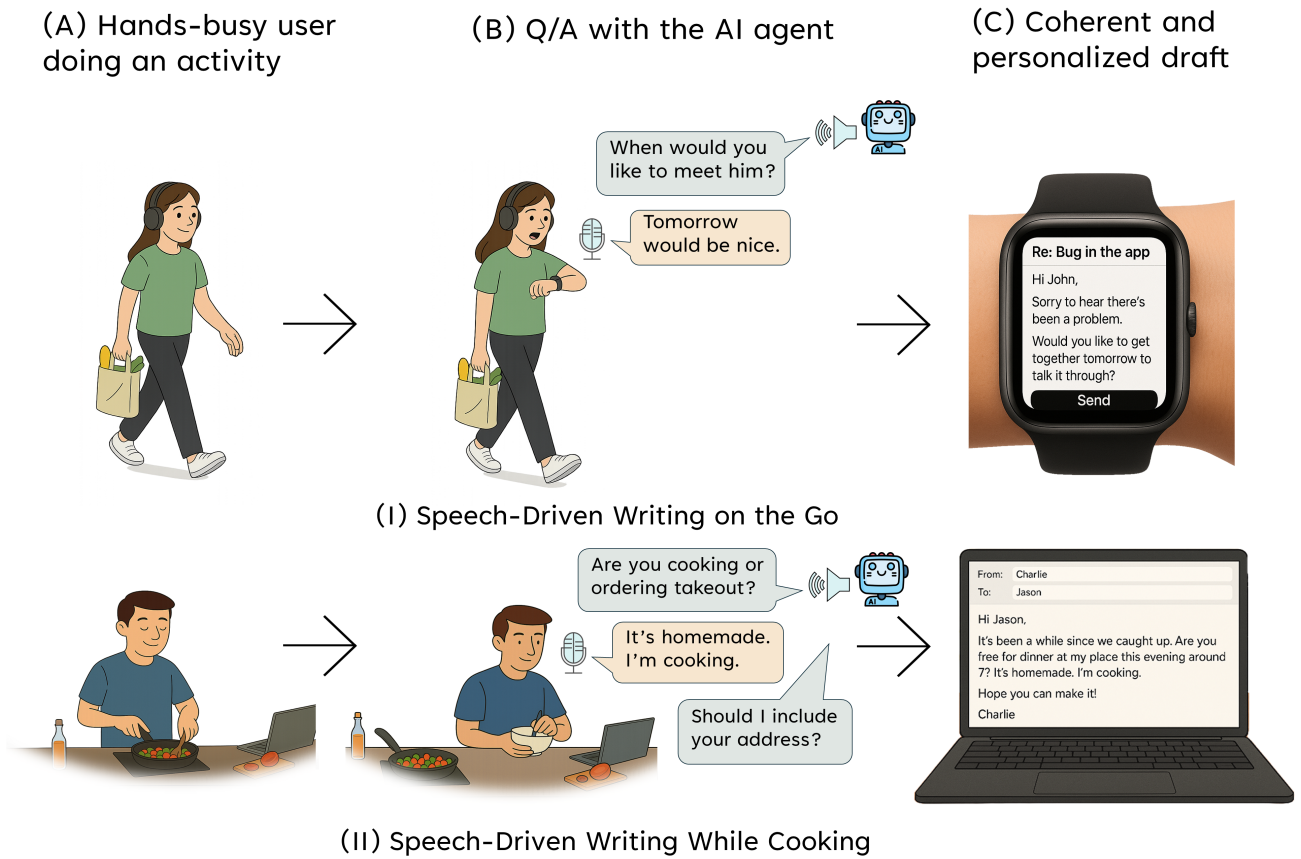 (A) Hands-busy user
doing an activity
(B) Q/A with the AI agent
(C) Coherent and
personalized draft
When would you
like to meet him?
AI
Tomorrow
would be nice.
Re: Bug in the app
Hi John,
Sorry to hear there's
been a problem.
Would you like to get
together tomorrow to
talk it through?
Send
(I) Speech-Driven Writing on the Go
Are you cooking or
ordering takeout?
AI
It's homemade.
I'm cooking.
Should I include
your address?
From: Charlie
To: Jason
Hi Jason,
It's been a while since we caught up. Are you
free for dinner at my place this evening around
7? It's homemade. I'm cooking.
Hope you can make it!
Charlie
(II) Speech-Driven Writing While Cooking